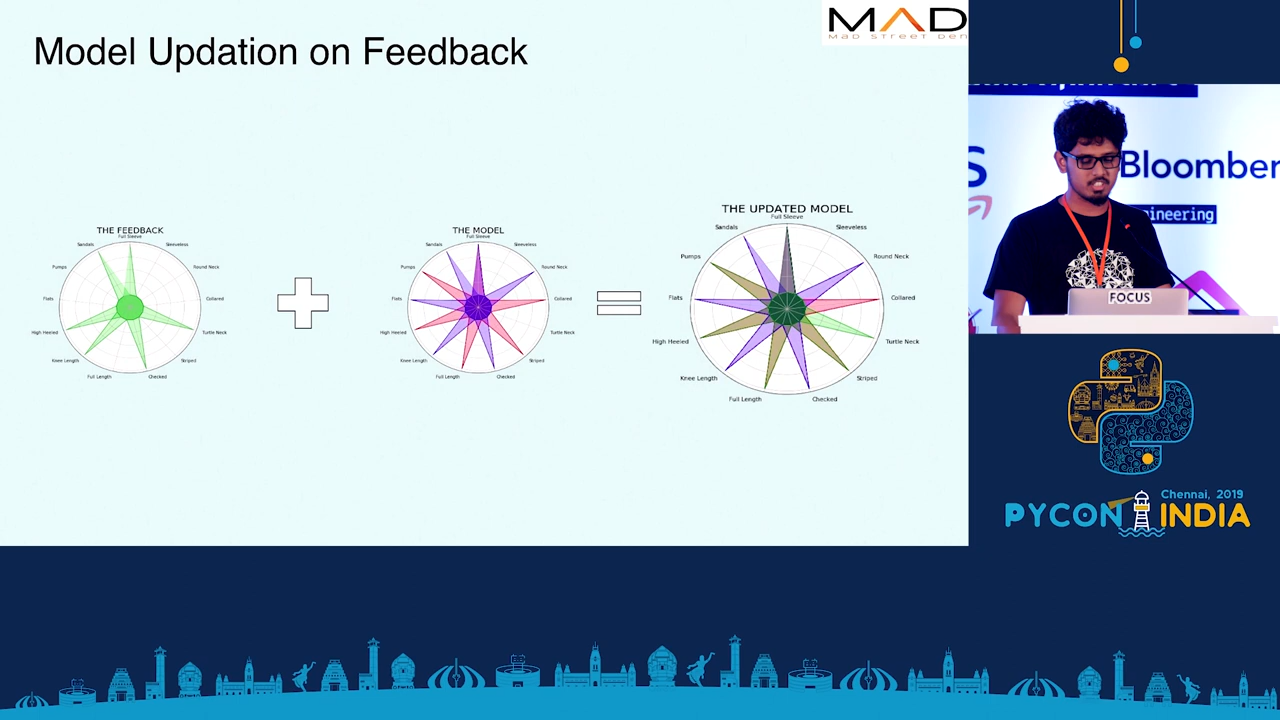 Model Updation on Feedback
MAD
MAD STREET DEN
THE FEEDBACK
Full Sleeve
Sandals
Sleeveless
Pumps
Round Neck
Flats
Collared
High Heeled
Turtle Neck
Knee Length
Striped
Full Length
Checked
THE MODEL
Full Sleeve
Sandals
Sleeveless
Pumps
Round Neck
Flats
Collared
High Heeled
Turtle Neck
Knee Length
Striped
Full Length
Checked
THE UPDATED MODEL
Full Sleeve
Sandals
Sleeveless
Pumps
Round Neck
Flats
Collared
High Heeled
Turtle Neck
Knee Length
Striped
Full Length
Checked
S
Bloomber
gineering
FOCUS
Chennai, 2019
PYCON INDIA